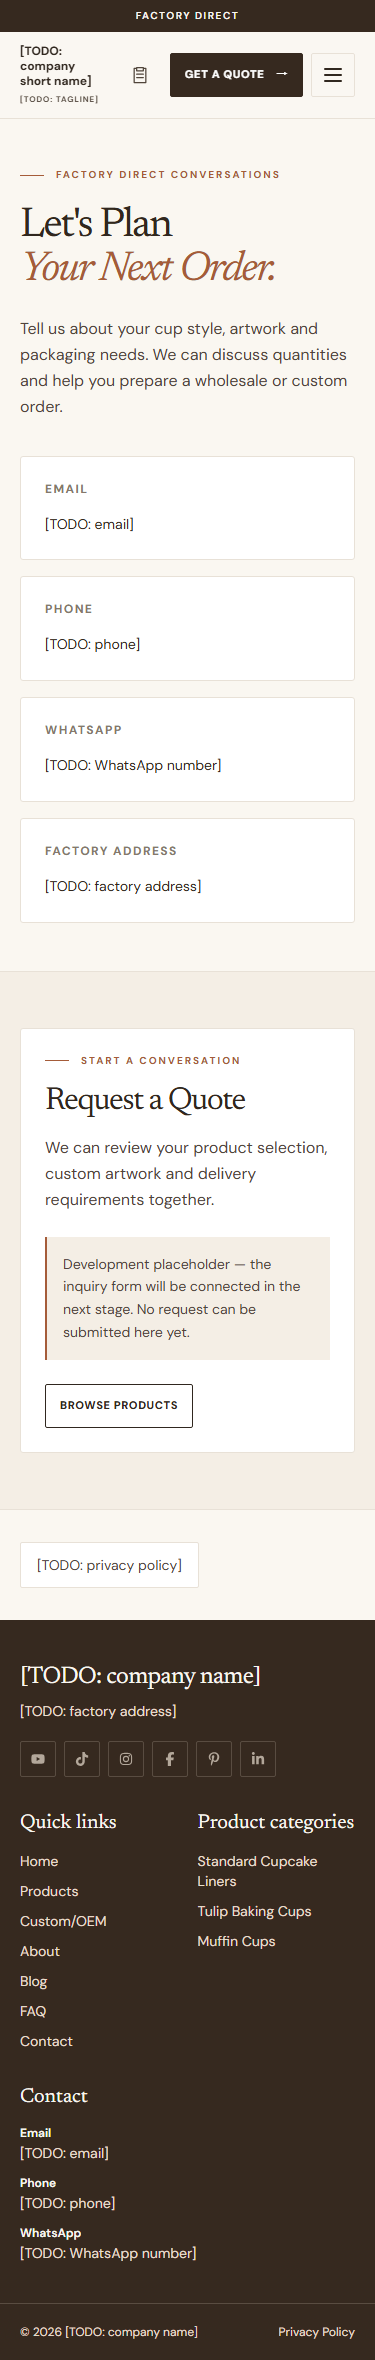 FACTORY DIRECT
[TODO:
company
short name]
[TODO: TAGLINE]
GET A QUOTE →
FACTORY DIRECT CONVERSATIONS
Let's Plan
Your Next Order.
Tell us about your cup style, artwork and
packaging needs. We can discuss quantities
and help you prepare a wholesale or custom
order.
EMAIL
[TODO: email]
PHONE
[TODO: phone]
WHATSAPP
[TODO: WhatsApp number]
FACTORY ADDRESS
[TODO: factory address]
START A CONVERSATION
Request a Quote
We can review your product selection,
custom artwork and delivery
requirements together.
Development placeholder — the
inquiry form will be connected in the
next stage. No request can be
submitted here yet.
BROWSE PRODUCTS
[TODO: privacy policy]
[TODO: company name]
[TODO: factory address]
Quick links
Home
Products
Custom/OEM
About
Blog
FAQ
Contact
Product categories
Standard Cupcake
Liners
Tulip Baking Cups
Muffin Cups
Contact
Email
[TODO: email]
Phone
[TODO: phone]
WhatsApp
[TODO: WhatsApp number]
© 2026 [TODO: company name]
Privacy Policy